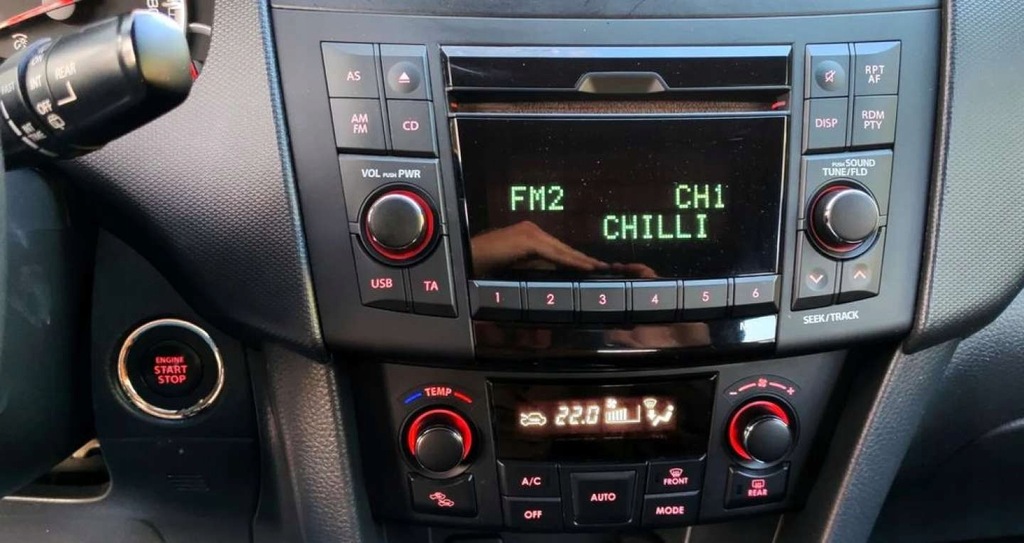 FAST INT REAR
OFF
AS
AM
FM
CD
RPT
AF
DISP
RDM
PTY
VOL PUSH PWR
PUSH SOUND
TUNE/FLD
FM2 CH1
CHILLI
USB
TA
1 2 3 4 5 6
SEEK/TRACK
ENGINE
START
STOP
TEMP
22.0
A/C
AUTO
FRONT
OFF
MODE
REAR